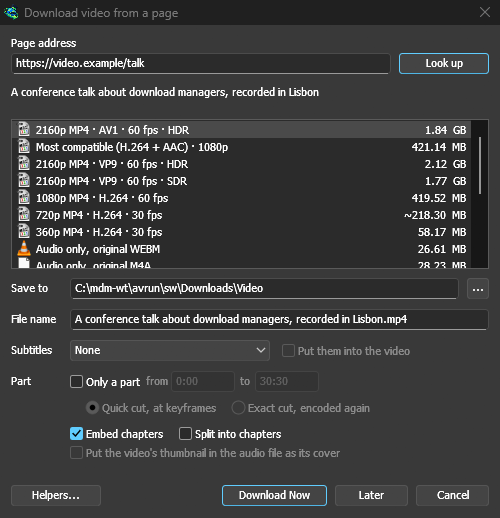 Download video from a page
Page address
https://video.example/talk
Look up
A conference talk about download managers, recorded in Lisbon
2160p MP4 · AV1 · 60 fps · HDR 1.84 GB
Most compatible (H.264 + AAC) · 1080p 421.14 MB
2160p MP4 · VP9 · 60 fps · HDR 2.12 GB
2160p MP4 · VP9 · 60 fps · SDR 1.77 GB
1080p MP4 · H.264 · 60 fps 419.52 MB
720p MP4 · H.264 · 30 fps ~218.30 MB
360p MP4 · H.264 · 30 fps 58.17 MB
Audio only, original WEBM 26.61 MB
Audio only, original M4A 28.23 MB
Save to C:\mdm-wt\avrun\sw\Downloads\Video ...
File name A conference talk about download managers, recorded in Lisbon.mp4
Subtitles None Put them into the video
Part Only a part from 0:00 to 30:30
Quick cut, at keyframes Exact cut, encoded again
Embed chapters Split into chapters
Put the video's thumbnail in the audio file as its cover
Helpers... Download Now Later Cancel